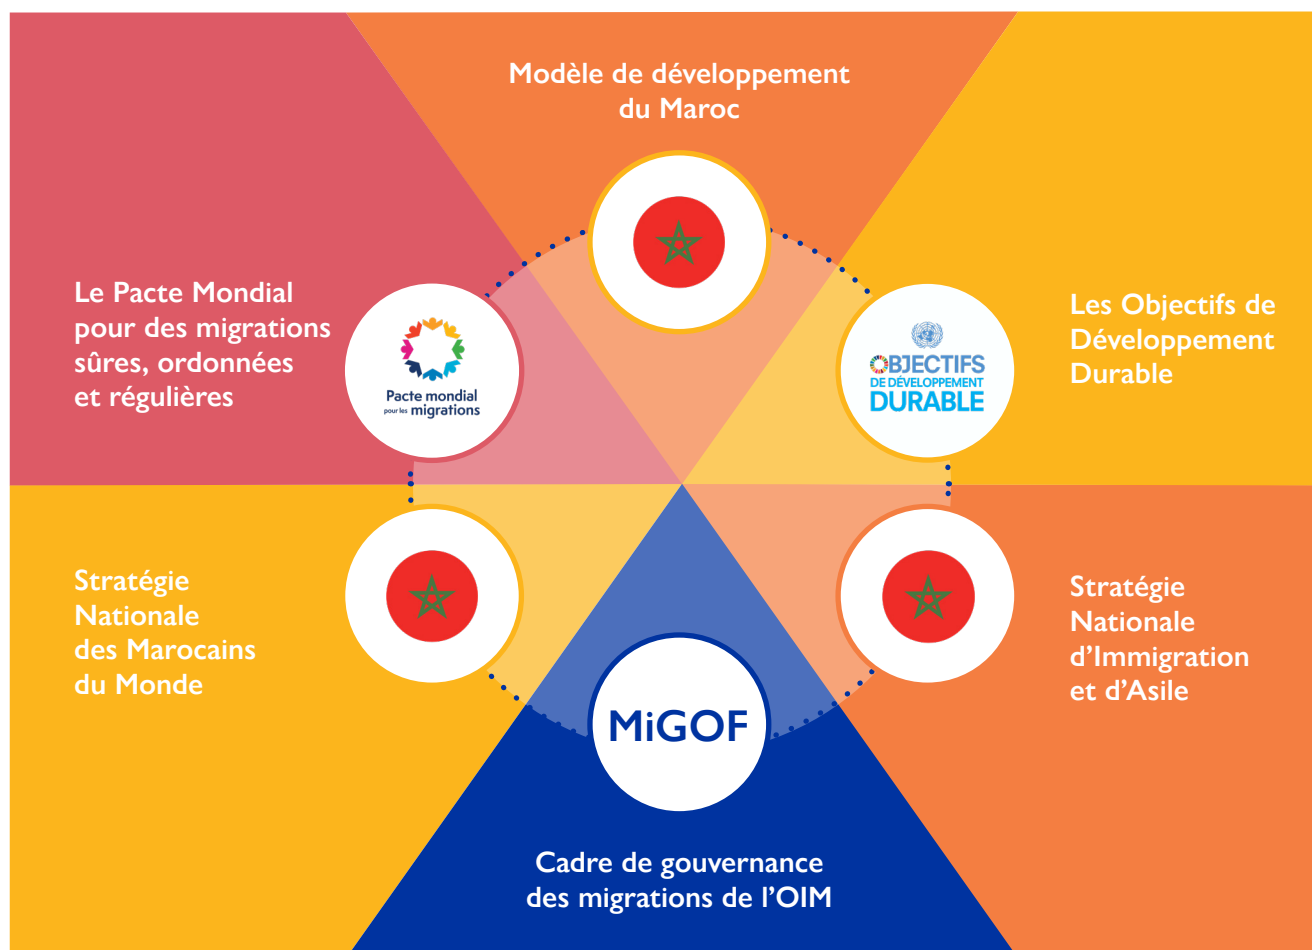 Modèle de développement
du Maroc
Le Pacte Mondial
pour des migrations
sûres, ordonnées
et régulières
Pacte mondial
pour les migrations
OBJECTIFS
DE DÉVELOPPEMENT
DURABLE
Les Objectifs de
Développement
Durable
Stratégie
Nationale
des Marocains
du Monde
Stratégie
Nationale
d’Immigration
et d’Asile
MiGOF
Cadre de gouvernance
des migrations de l’OIM